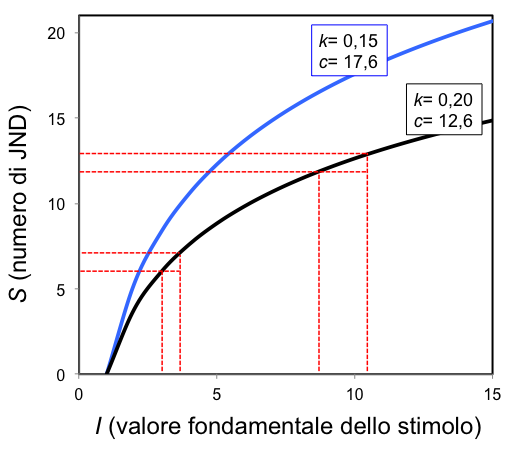 20
k= 0,15
c= 17,6
k= 0,20
c= 12,6
15
10
5
0
S (numero di JND)
0 5 10 15
I (valore fondamentale dello stimolo)